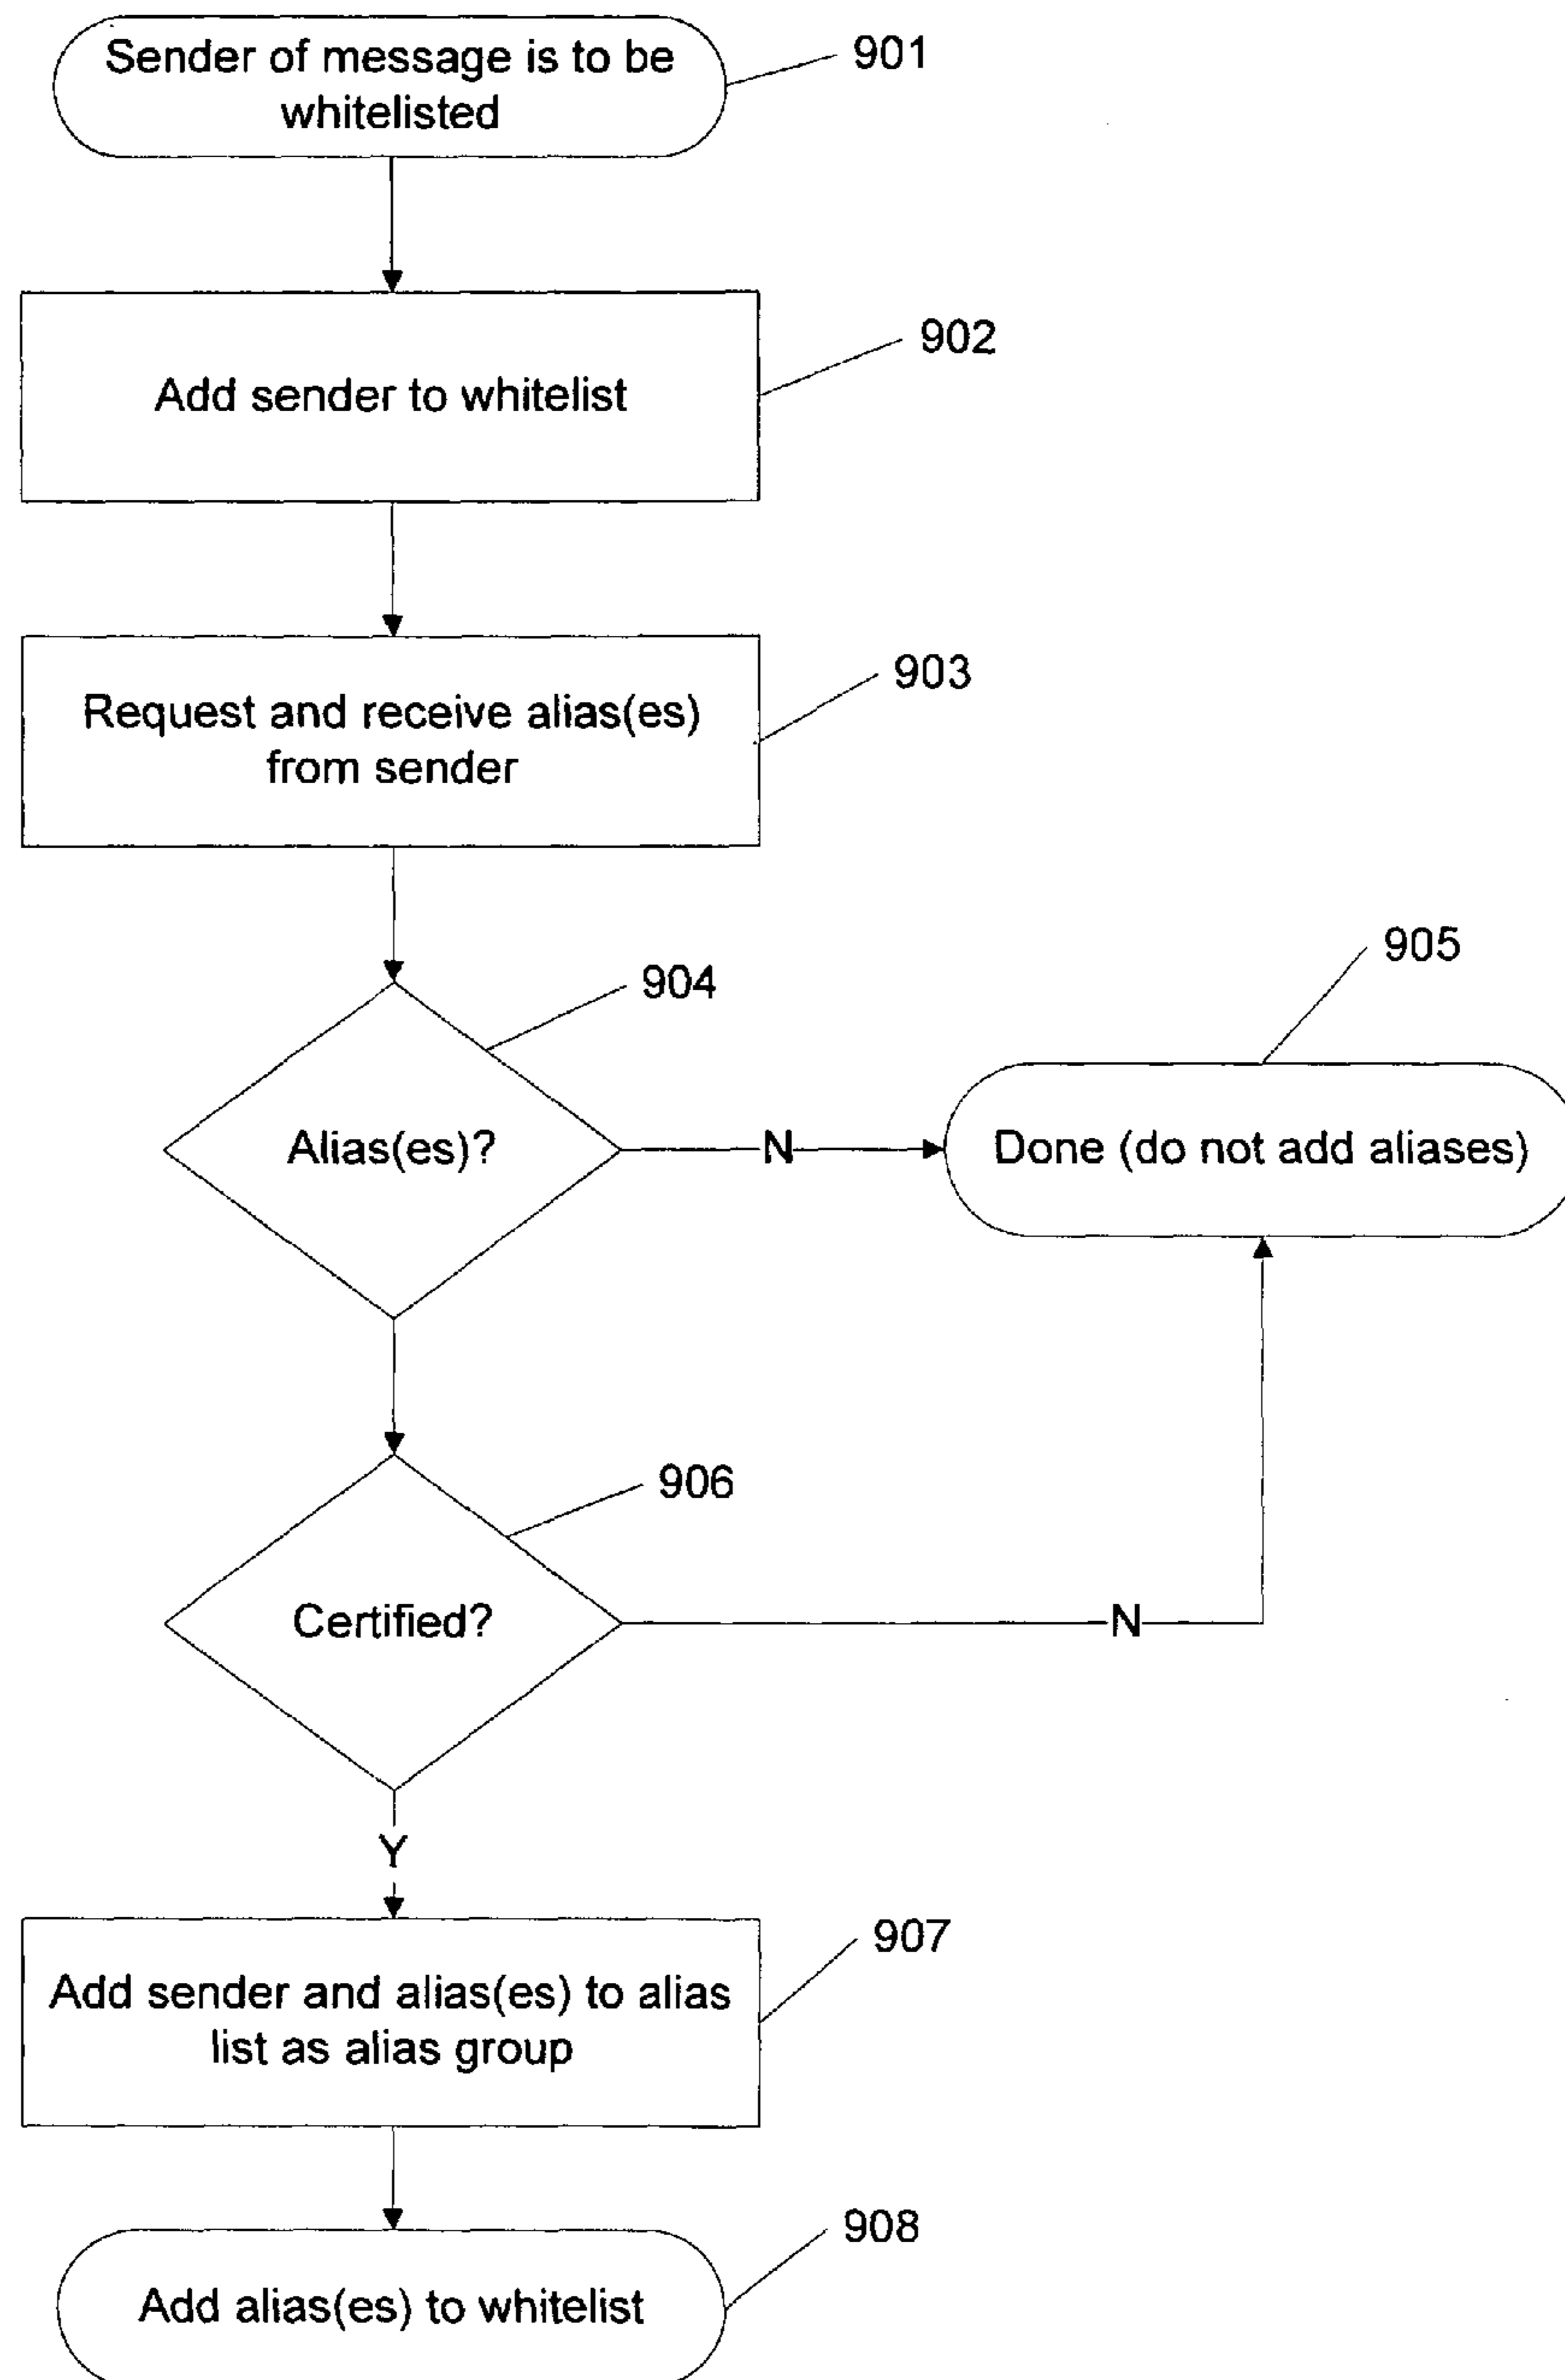 Sender of message is to be
whitelisted
901
Add sender to whitelist
902
Request and receive alias(es)
from sender
903
904
Alias(es)?
N
905
Done (do not add aliases)
906
Certified?
N
Y
Add sender and alias(es) to alias
list as alias group
907
908
Add alias(es) to whitelist